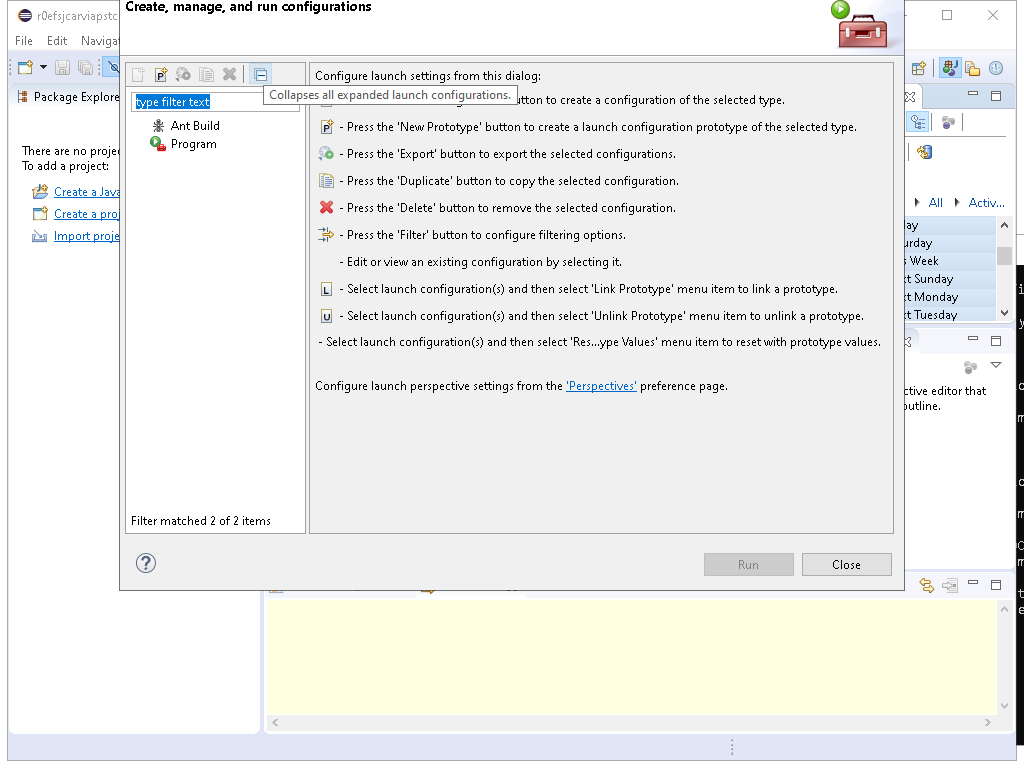 r0efsjcarviapstc
Create, manage, and run configurations
File Edit Navigat
Package Explore
There are no projec
To add a project:
Create a Java
Create a proj
Import proje
type filter text
Ant Build
Program
Filter matched 2 of 2 items
Configure launch settings from this dialog:
Collapses all expanded launch configurations.
utton to create a configuration of the selected type.
- Press the 'New Prototype' button to create a launch configuration prototype of the selected type.
- Press the 'Export' button to export the selected configurations.
- Press the 'Duplicate' button to copy the selected configuration.
- Press the 'Delete' button to remove the selected configuration.
- Press the 'Filter' button to configure filtering options.
- Edit or view an existing configuration by selecting it.
- Select launch configuration(s) and then select 'Link Prototype' menu item to link a prototype.
- Select launch configuration(s) and then select 'Unlink Prototype' menu item to unlink a prototype.
- Select launch configuration(s) and then select 'Res...ype Values' menu item to reset with prototype values.
Configure launch perspective settings from the 'Perspectives' preference page.
Run Close
All Activ...
ay
urday
s Week
xt Sunday
xt Monday
xt Tuesday
ctive editor that
outline.